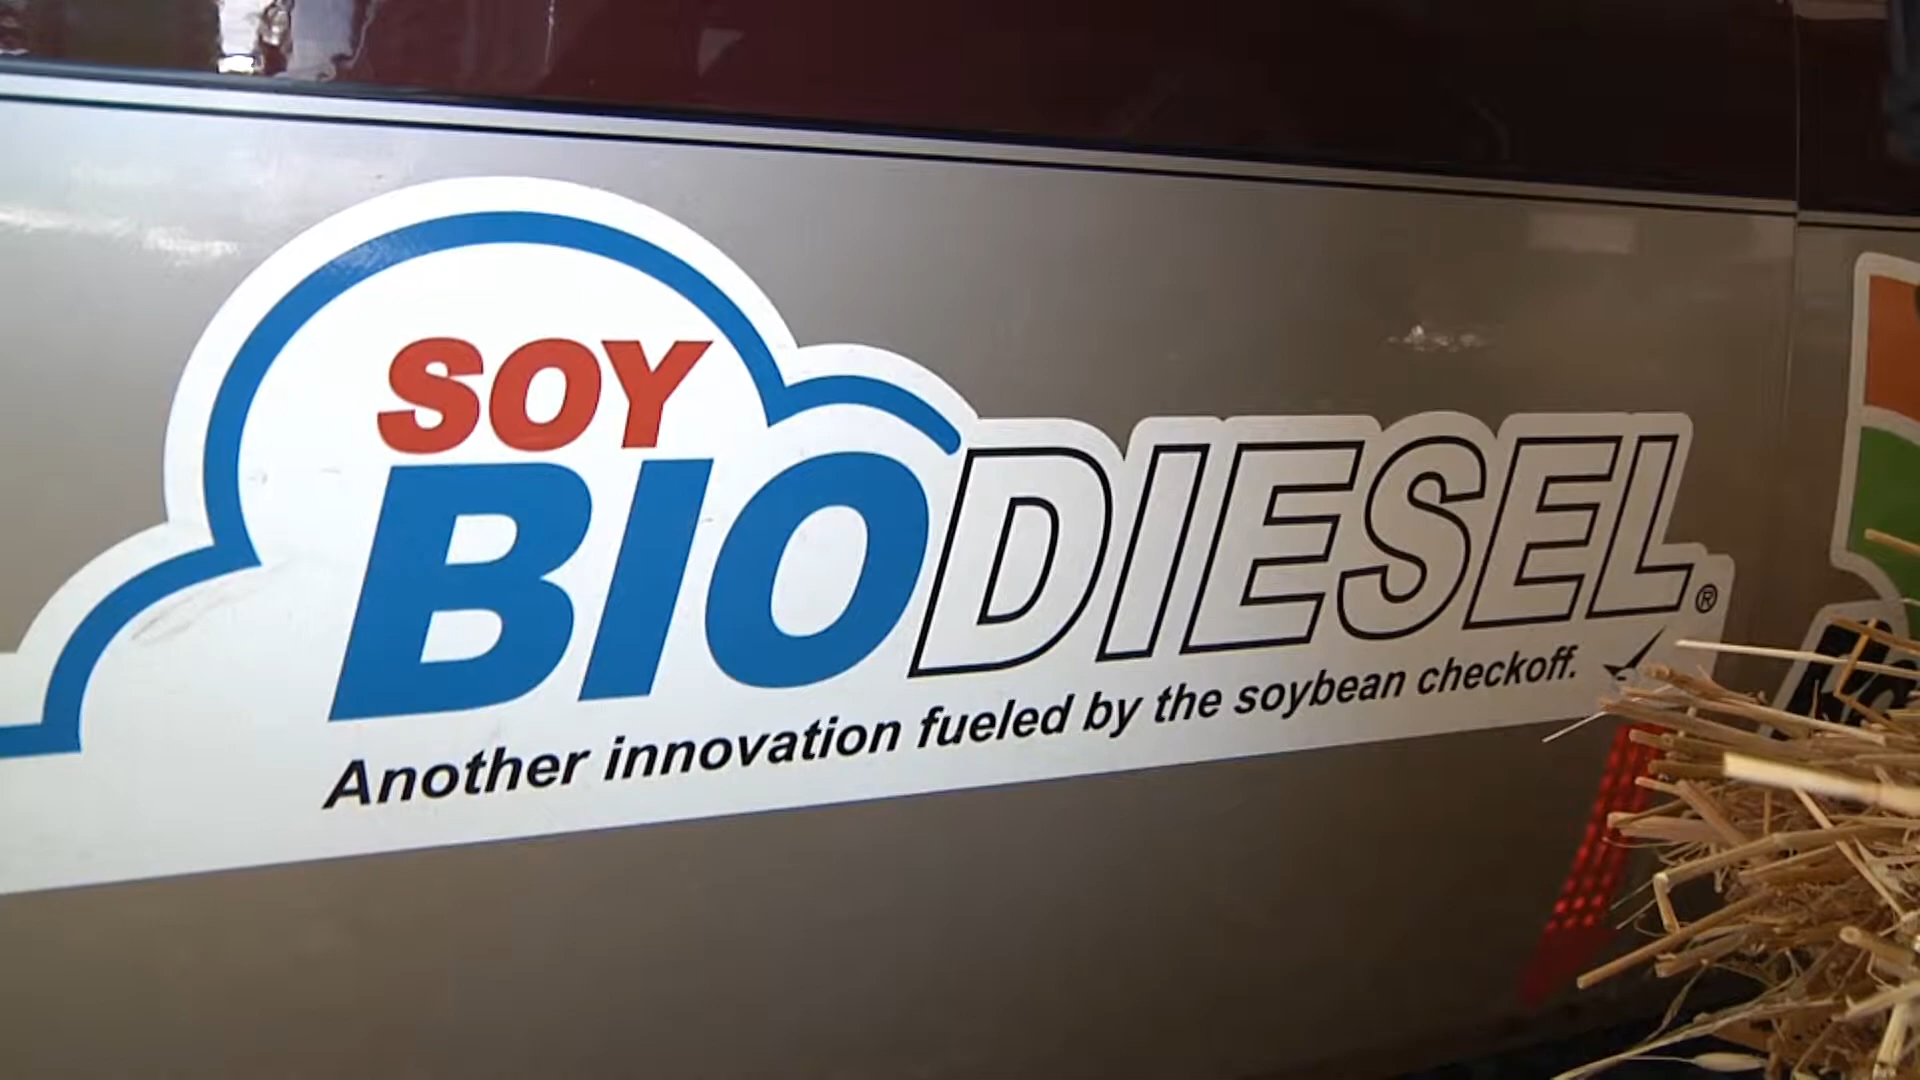 SOY
BIODIESEL®
Another innovation fueled by the soybean checkoff.